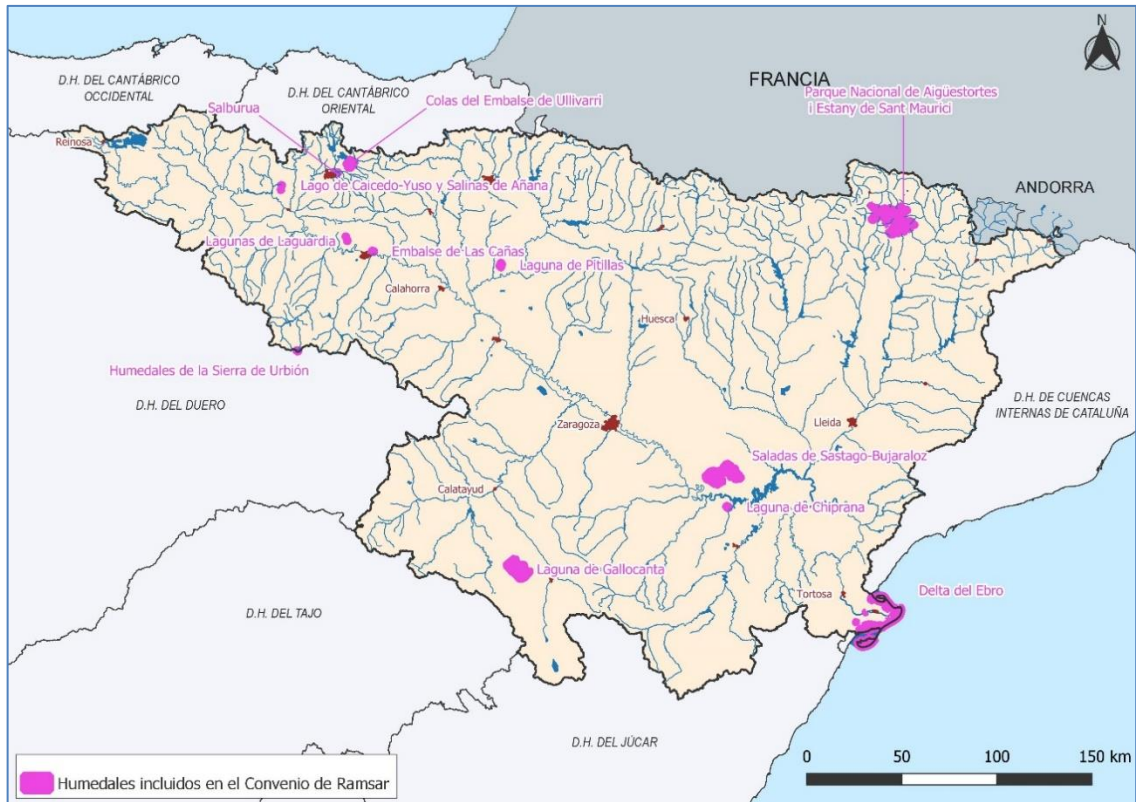 N
FRANCIA
Parque Nacional de Aigüestortes
i Estany de Sant Maurici
D.H. DEL CANTÁBRICO
OCCIDENTAL
D.H. DEL CANTÁBRICO
ORIENTAL
Colas del Embalse de Ullivarri
Salburua
Reinosa
Lago de Caicedo-Yuso y Salinas de Añana
ANDORRA
Lagunas de Laguardia
Embalse de Las Cañas
Laguna de Pitillas
Calahorra
Huesca
Humedales de la Sierra de Urbión
D.H. DEL DUERO
D.H. DE CUENCAS
INTERNAS DE CATALUÑA
Zaragoza
Lleida
Saladas de Sastago-Bujaraloz
Calatayud
Laguna de Chiprana
Laguna de Gallocanta
Tortosa
Delta del Ebro
D.H. DEL TAJO
D.H. DEL JÚCAR
0 50 100 150 km
Humedales incluidos en el Convenio de Ramsar